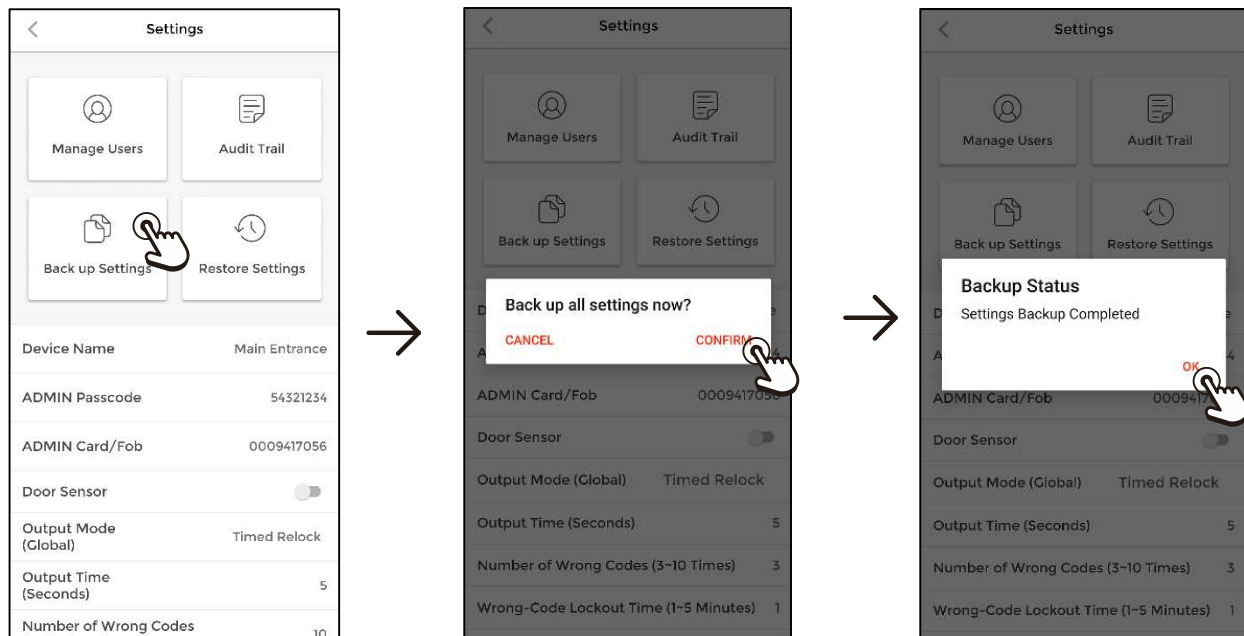 Settings
Manage Users
Audit Trail
Back up Settings
Restore Settings
Device Name Main Entrance
ADMIN Passcode 54321234
ADMIN Card/Fob 0009417056
Door Sensor
Output Mode
(Global) Timed Relock
Output Time
(Seconds) 5
Number of Wrong Codes 10
Settings
Manage Users
Audit Trail
Back up Settings
Restore Settings
Back up all settings now?
CANCEL CONFIRM
ADMIN Card/Fob
Door Sensor
Output Mode (Global) Timed Relock
Output Time (Seconds) 5
Number of Wrong Codes (3~10 Times) 3
Wrong-Code Lockout Time (1~5 Minutes) 1
Settings
Manage Users
Audit Trail
Back up Settings
Restore Settings
Backup Status
Settings Backup Completed
OK
ADMIN Card/Fob
Door Sensor
Output Mode (Global) Timed Relock
Output Time (Seconds) 5
Number of Wrong Codes (3~10 Times) 3
Wrong-Code Lockout Time (1~5 Minutes) 1